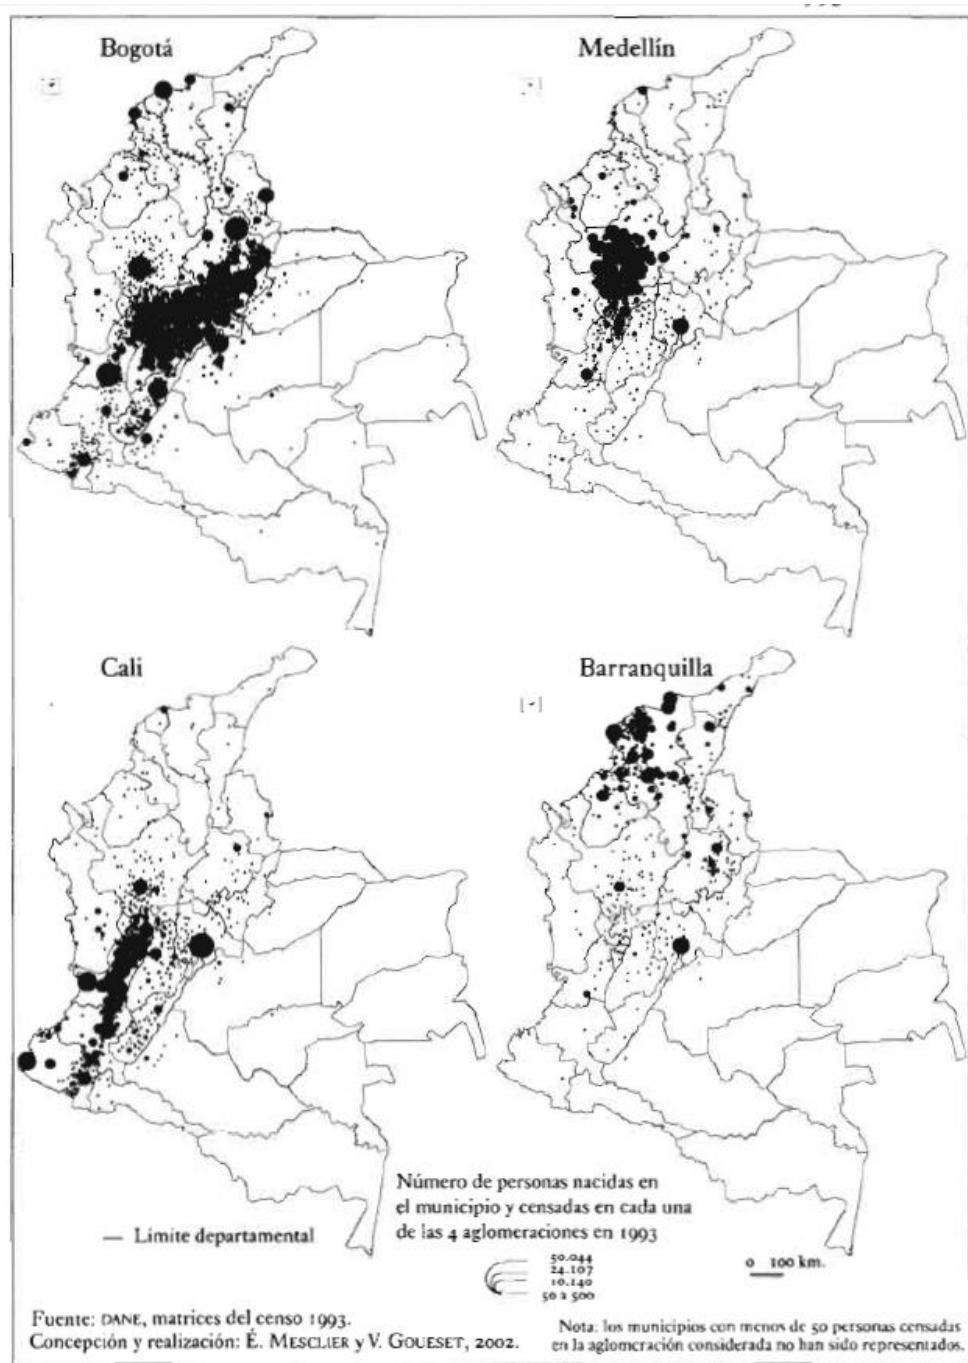 Bogotá
Medellín
Cali
Barranquilla
Número de personas nacidas en
el municipio y censadas en cada una
de las 4 aglomeraciones en 1993
— Límite departamental
50.044
24.107
10.140
50 a 500
0 100 km.
Fuente: DANE, matrices del censo 1993.
Concepción y realización: É. MESCLIER y V. GOUESET, 2002.
Nota: los municipios con menos de 50 personas censadas
en la aglomeración considerada no han sido representados.